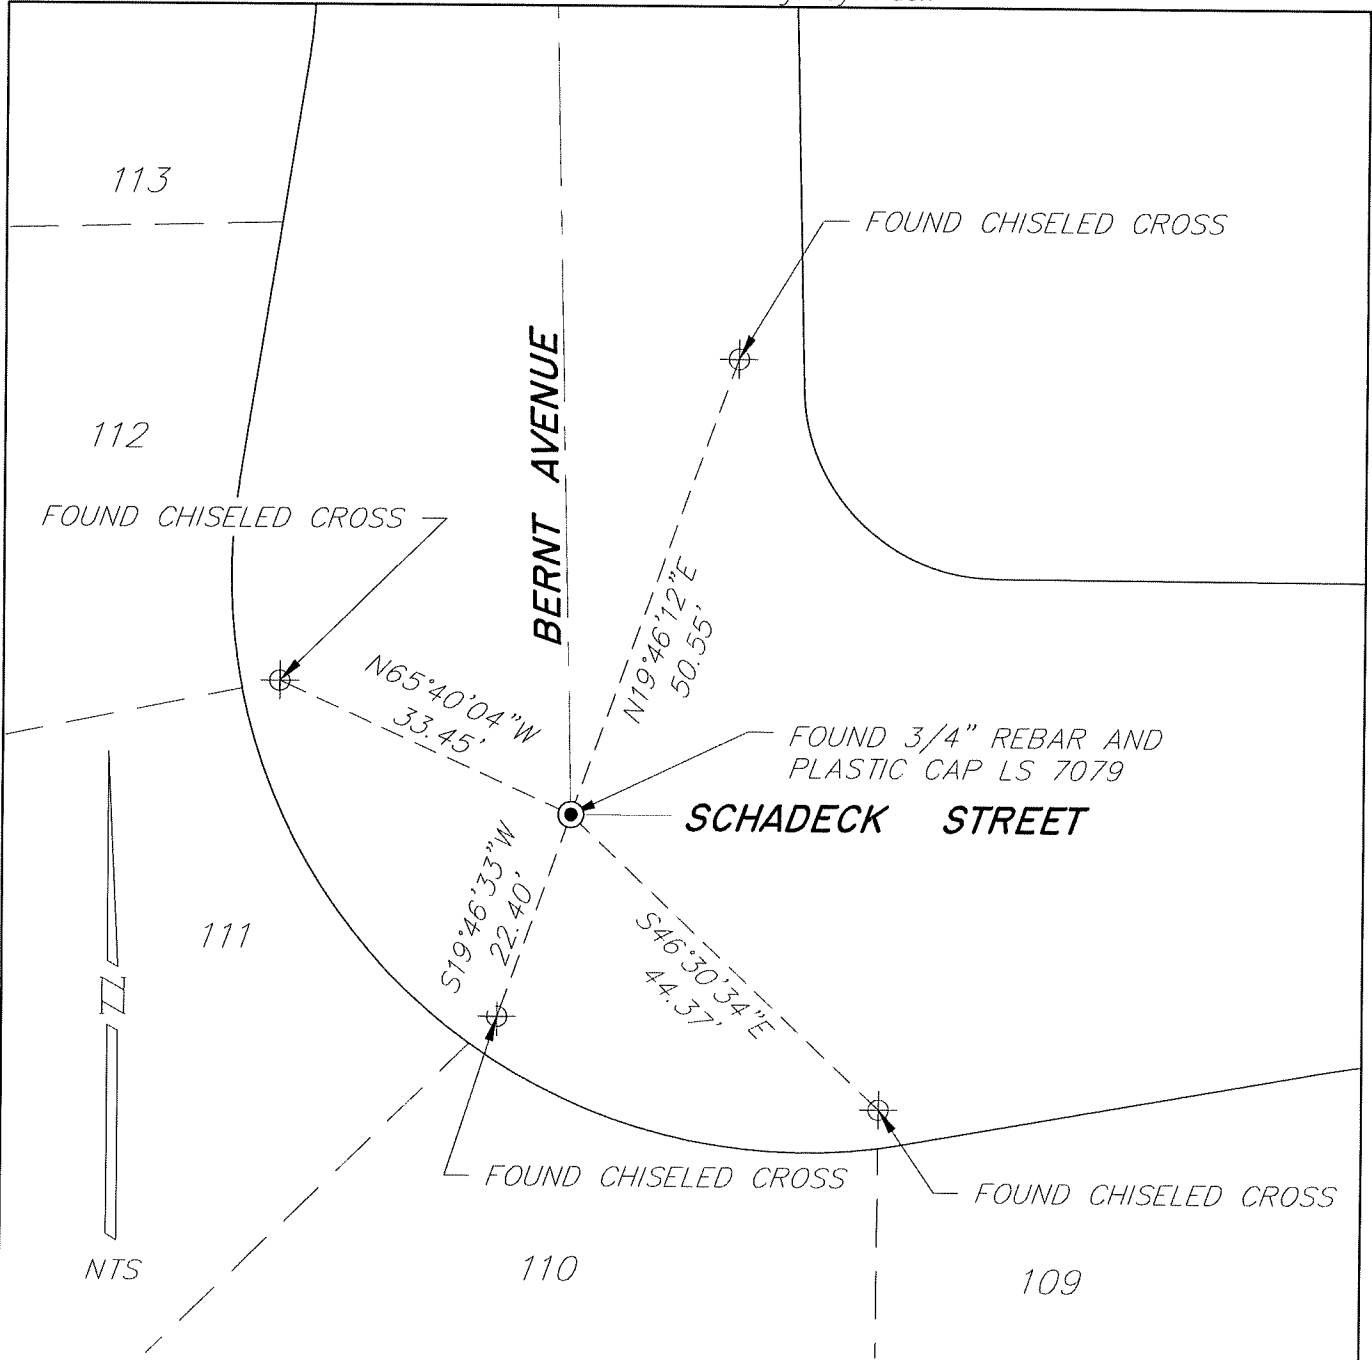 113
FOUND CHISELED CROSS
112
BERNT AVENUE
FOUND CHISELED CROSS
N19°46'12"E
50.55'
N65°40'04"W
33.45'
FOUND 3/4" REBAR AND
PLASTIC CAP LS 7079
SCHADECK STREET
S19°46'33"W
22.40'
S46°30'34"E
44.37'
111
N
FOUND CHISELED CROSS
FOUND CHISELED CROSS
NTS
110
109